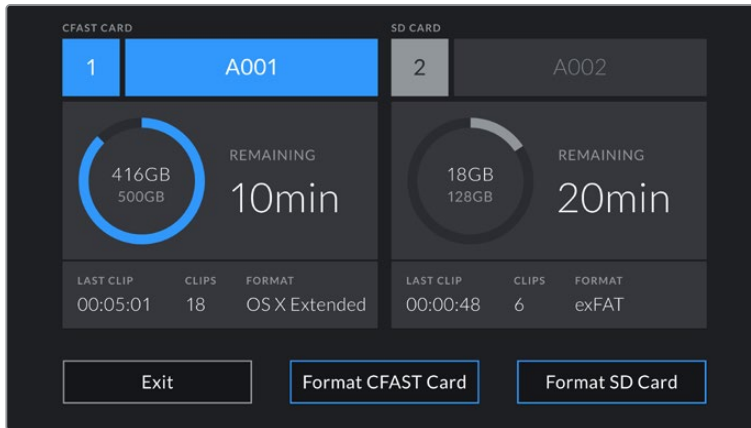 CFAST CARD
1 A001
416GB
500GB
REMAINING
10min
LAST CLIP CLIPS FORMAT
00:05:01 18 OS X Extended
SD CARD
2 A002
18GB
128GB
REMAINING
20min
LAST CLIP CLIPS FORMAT
00:00:48 6 exFAT
Exit
Format CFAST Card
Format SD Card